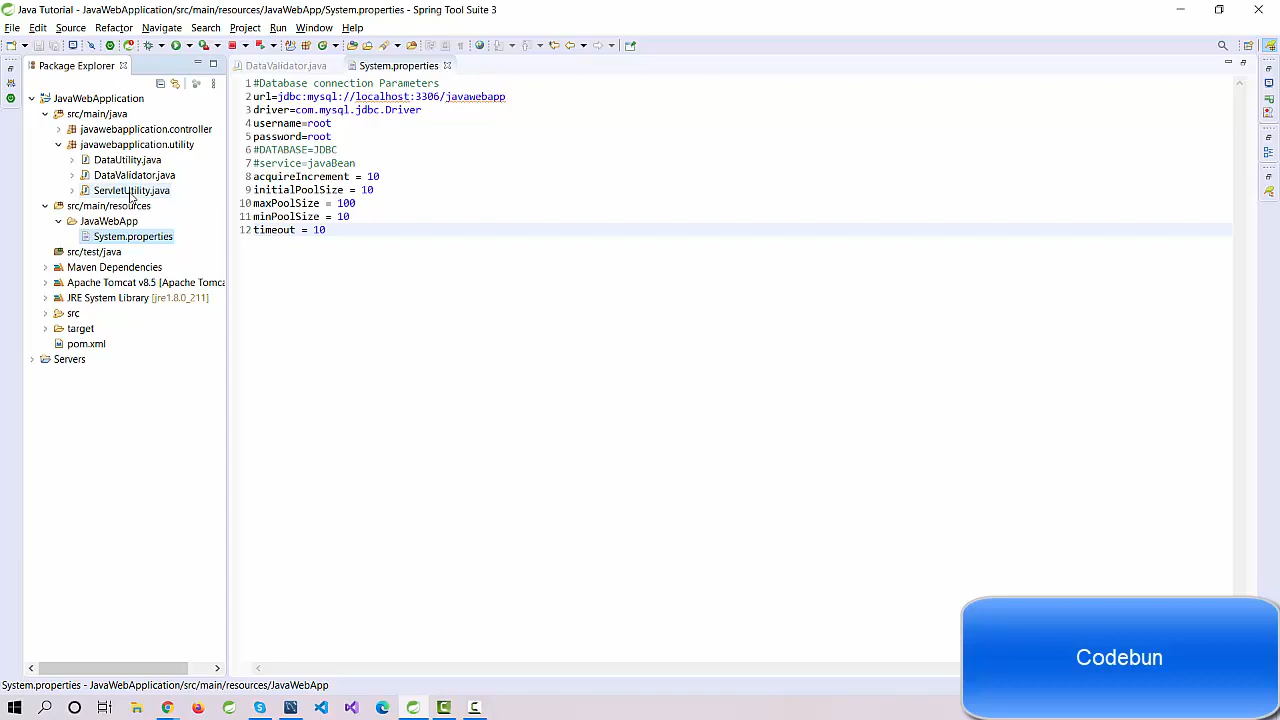 Java Tutorial - JavaWebApplication/src/main/resources/JavaWebApp/System.properties - Spring Tool Suite 3
File Edit Source Refactor Navigate Search Project Run Window Help
Package Explorer
DataValidator.java
System.properties
JavaWebApplication
src/main/java
javawebapplication.controller
javawebapplication.utility
DataUtility.java
DataValidator.java
ServletUtility.java
src/main/resources
JavaWebApp
System.properties
src/test/java
Maven Dependencies
Apache Tomcat v8.5 [Apache Tomca
JRE System Library [jre1.8.0_211]
src
target
pom.xml
Servers
1 #Database connection Parameters
2 url=jdbc:mysql://localhost:3306/javawebapp
3 driver=com.mysql.jdbc.Driver
4 username=root
5 password=root
6 #DATABASE=JDBC
7 #service=javaBean
8 acquireIncrement = 10
9 initialPoolSize = 10
10 maxPoolSize = 100
11 minPoolSize = 10
12 timeout = 10
Codebun
System.properties - JavaWebApplication/src/main/resources/JavaWebApp